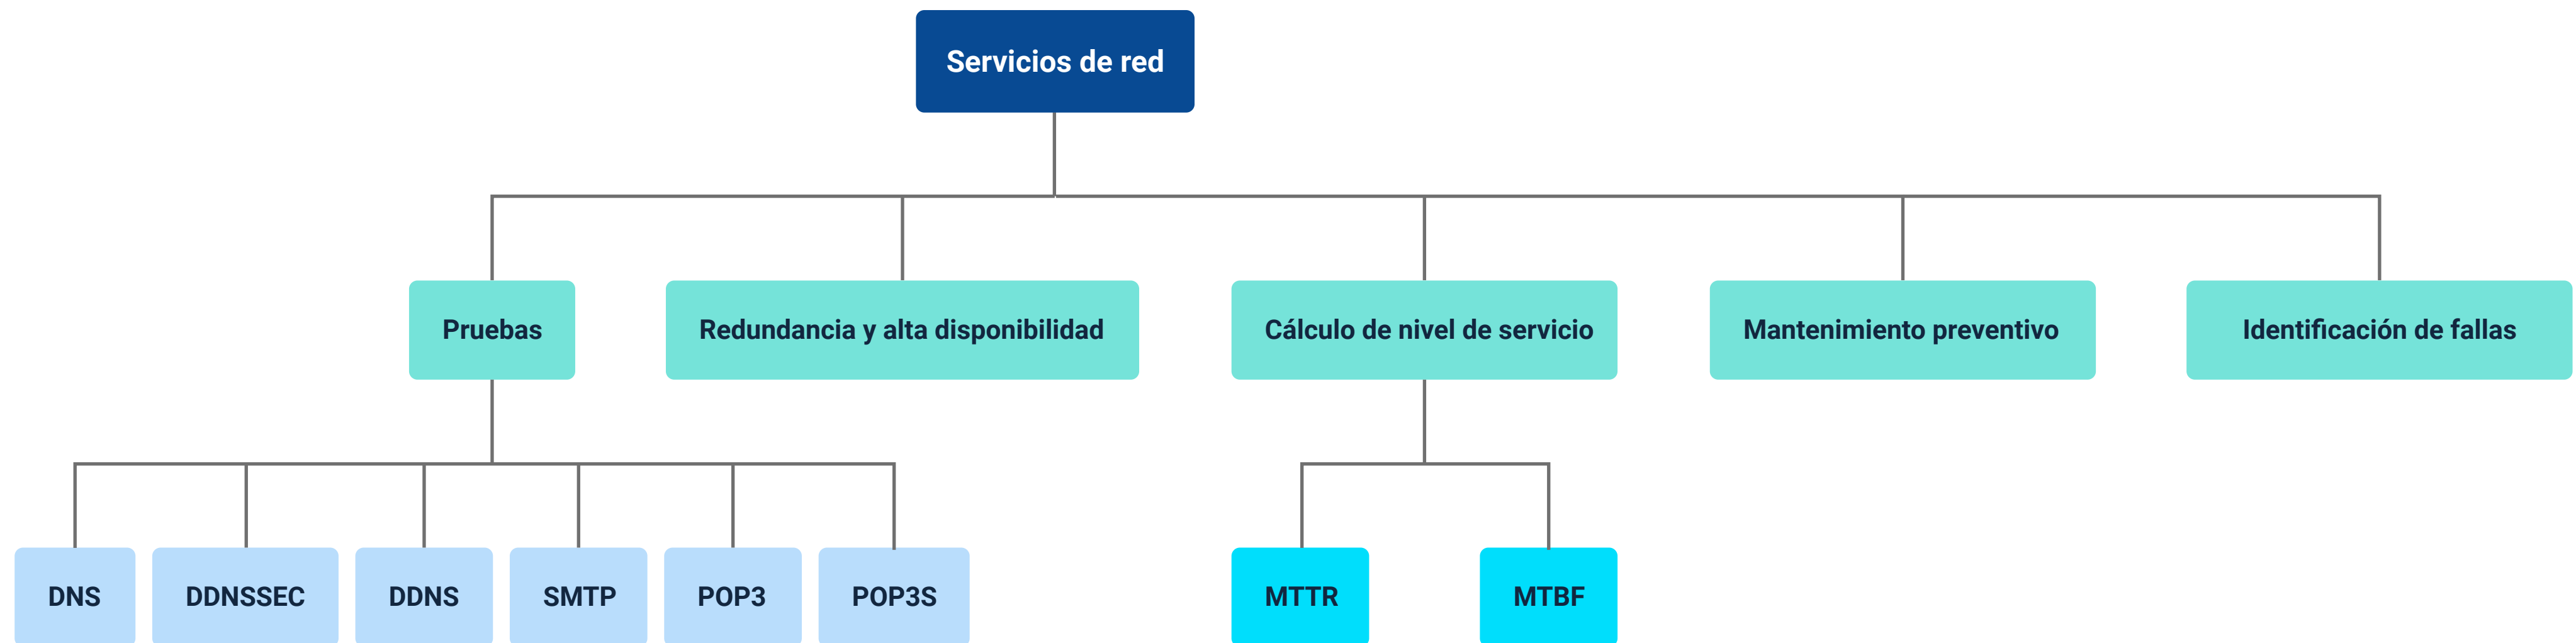 Servicios de red
Pruebas
Redundancia y alta disponibilidad
Cálculo de nivel de servicio
Mantenimiento preventivo
Identificación de fallas
DNS
DDNSSEC
DDNS
SMTP
POP3
POP3S
MTTR
MTBF